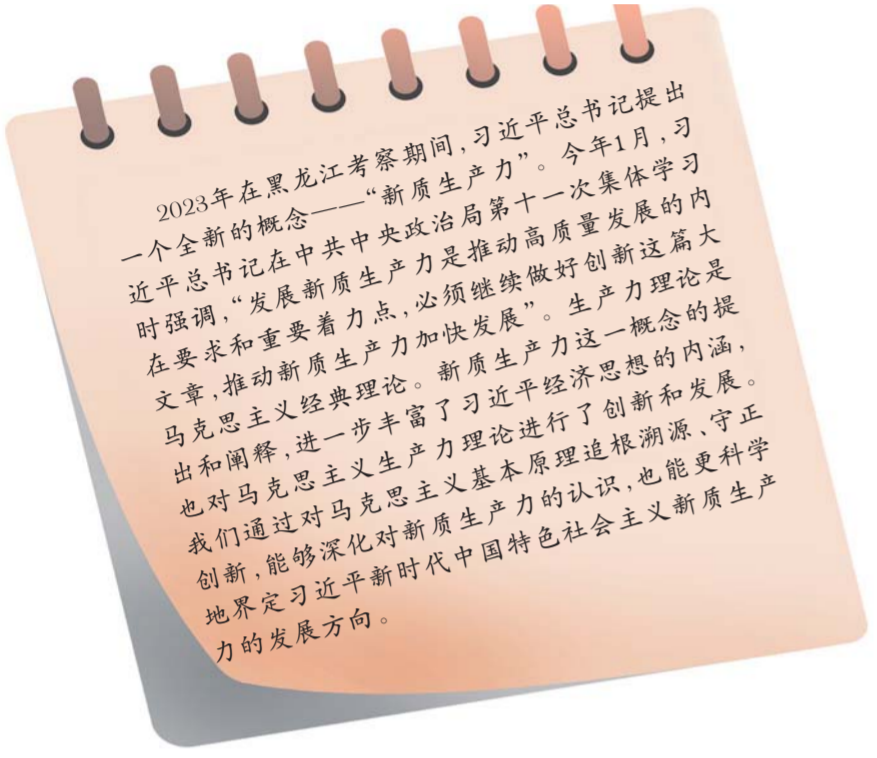 2023年在黑龙江考察期间,习近平总书记提出
一个全新的概念——“新质生产力”。今年1月,习
近平总书记在中共中央政治局第十一次集体学习
时强调,“发展新质生产力是推动高质量发展的内
在要求和重要着力点,必须继续做好创新这篇大
文章,推动新质生产力加快发展”。生产力理论是
马克思主义经典理论。新质生产力这一概念的提
出和阐释,进一步丰富了习近平经济思想的内涵,
也对马克思主义生产力理论进行了创新和发展。
我们通过对马克思主义基本原理追根溯源、守正
创新,能够深化对新质生产力的认识,也能更科学
地界定习近平新时代中国特色社会主义新质生产
力的发展方向。